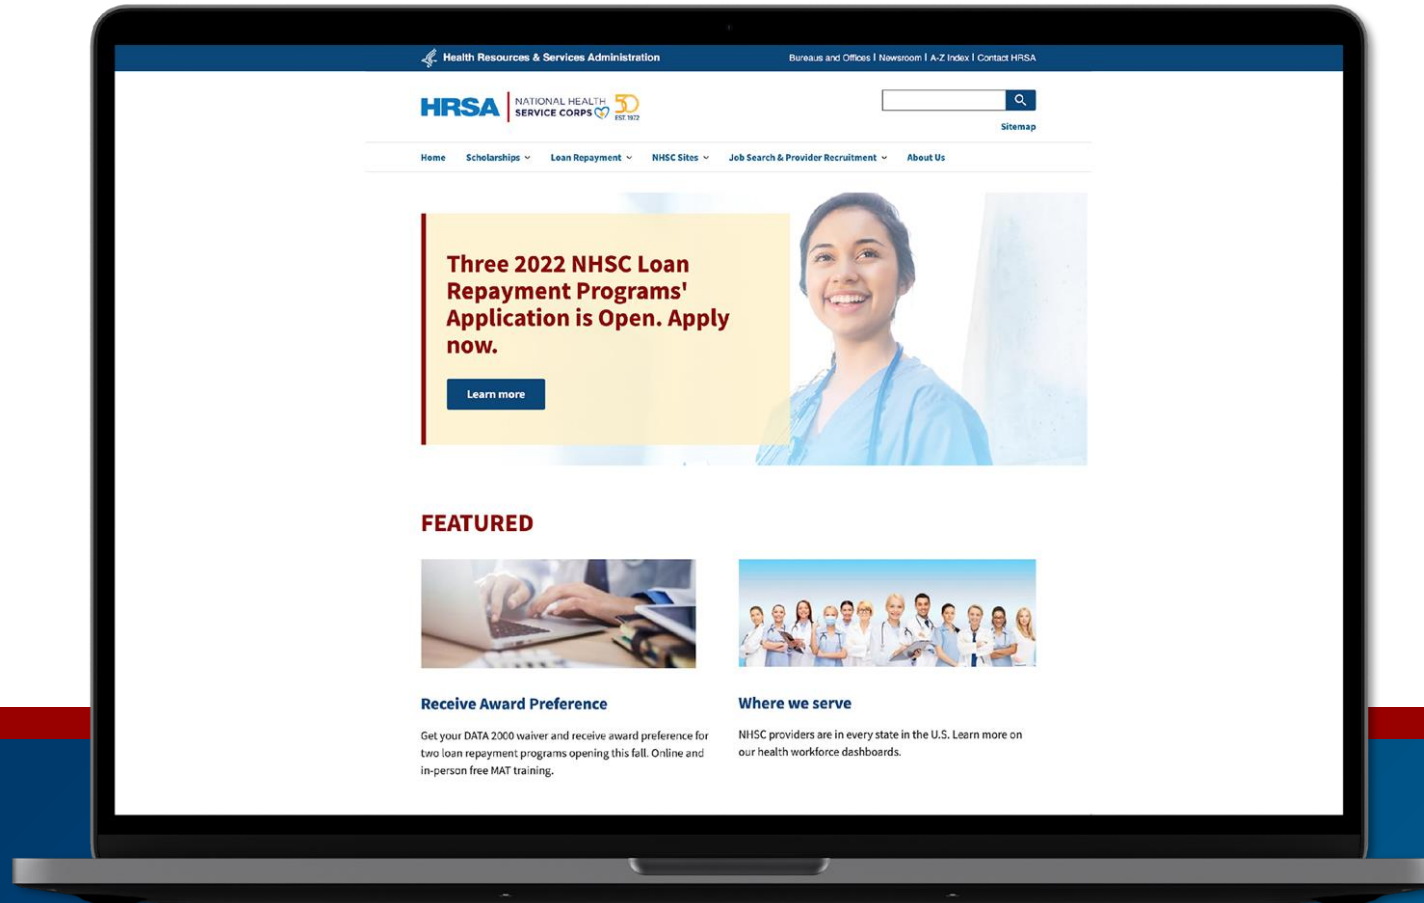 Health Resources & Services Administration
Bureaus and Offices | Newsroom | A-Z Index | Contact HRSA
HRSA
NATIONAL HEALTH
SERVICE CORPS
50
EST. 1972
Sitemap
Home Scholarships Loan Repayment NHSC Sites Job Search & Provider Recruitment About Us
Three 2022 NHSC Loan
Repayment Programs'
Application is Open. Apply
now.
Learn more
FEATURED
Receive Award Preference
Get your DATA 2000 waiver and receive award preference for
two loan repayment programs opening this fall. Online and
in-person free MAT training.
Where we serve
NHSC providers are in every state in the U.S. Learn more on
our health workforce dashboards.